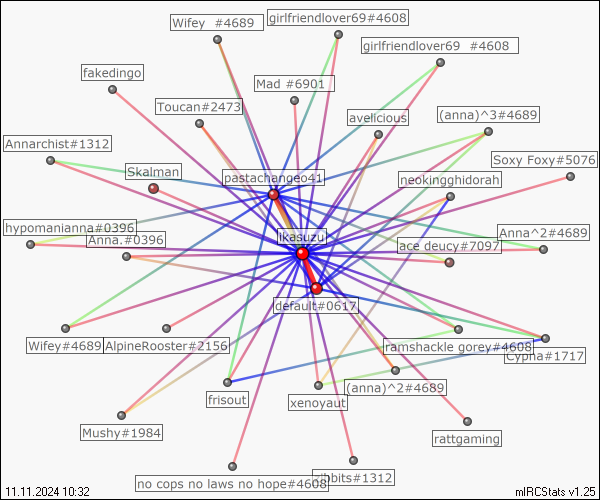 Wifey #4689
girlfriendlover69#4608
girlfriendlover69 #4608
fakedingo
Mad #6901
Toucan#2473
avelicious
(anna)^3#4689
Annarchist#1312
Soxy Foxy#5076
Skalman
pastachangeo41
neokingghidorah
hypomanianna#0396
Anna.#0396
ikasuzu
ace deucy#7097
Anna^2#4689
default#0617
Wifey#4689
AlpineRooster#2156
ramshackle gorey#4608
Cypha#1717
(anna)^2#4689
frisout
xenoyaut
Mushy#1984
rattgaming
no cops no laws no hope#4608
11.11.2024 10:32
mIRCStats v1.25